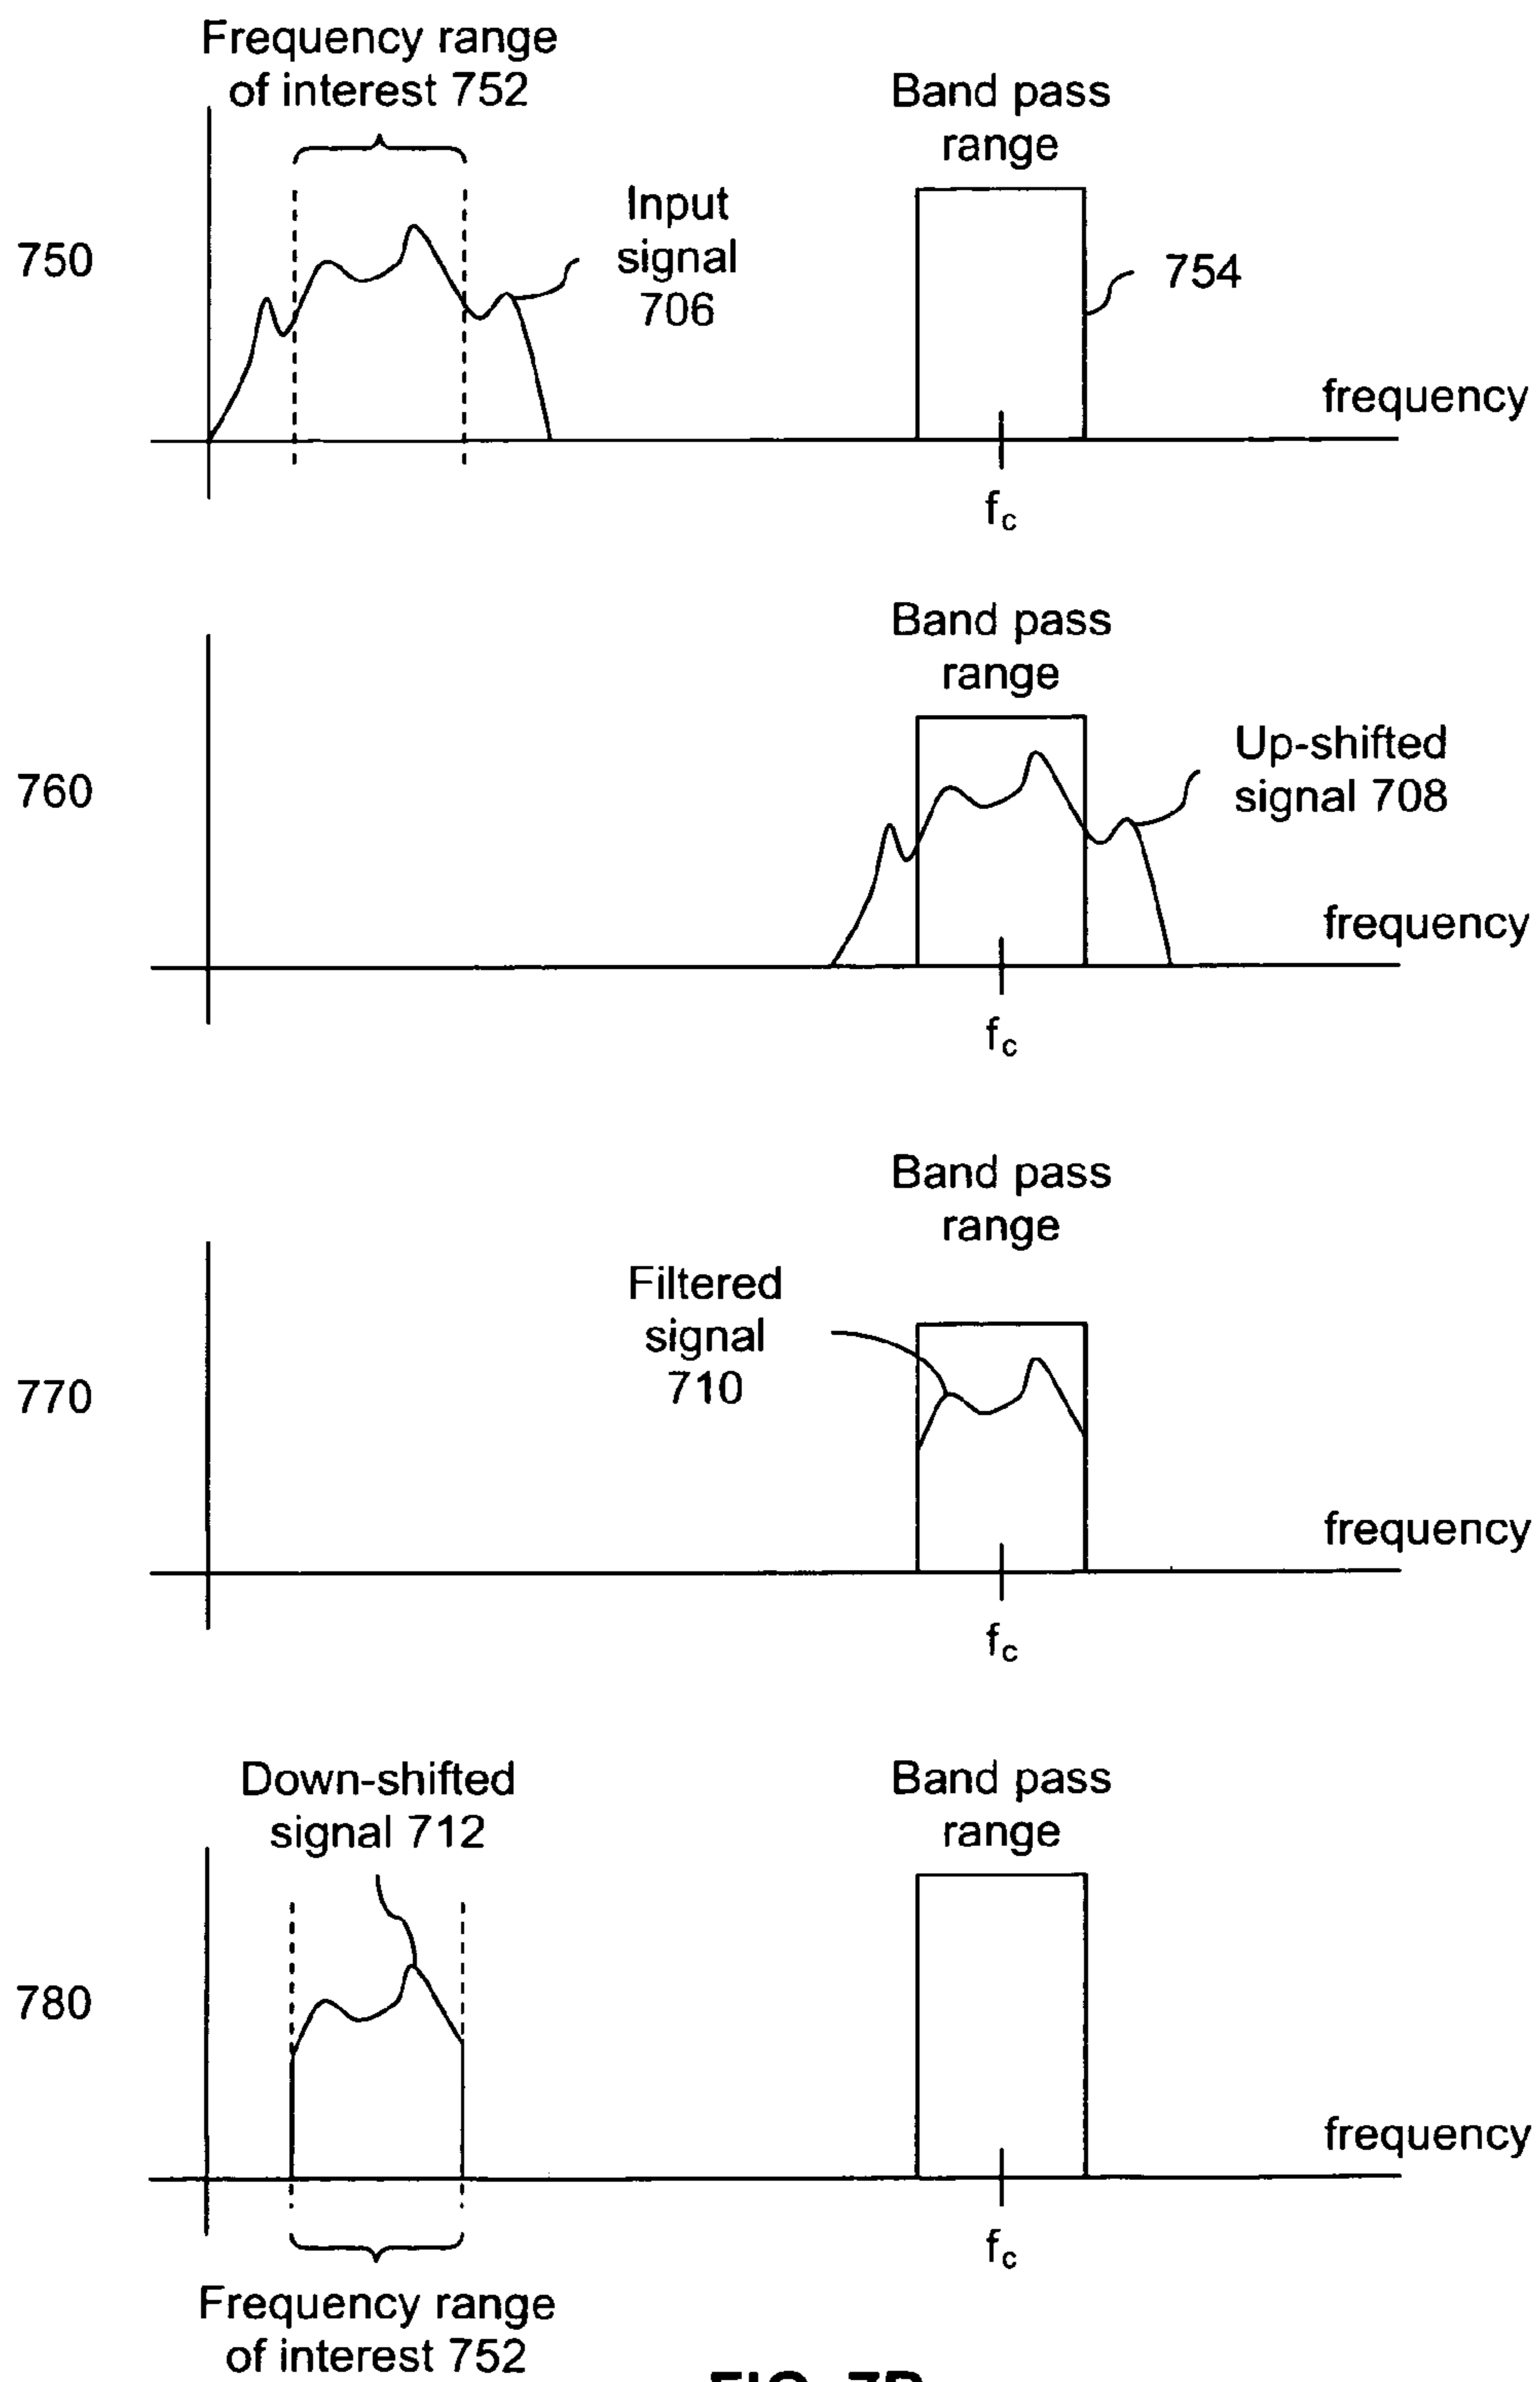 Frequency range
of interest 752
Band pass
range
Input
signal
706
750
754
frequency
fc
Band pass
range
Up-shifted
signal 708
760
frequency
fc
Band pass
range
Filtered
signal
710
770
frequency
fc
Down-shifted
signal 712
Band pass
range
780
frequency
fc
Frequency range
of interest 752